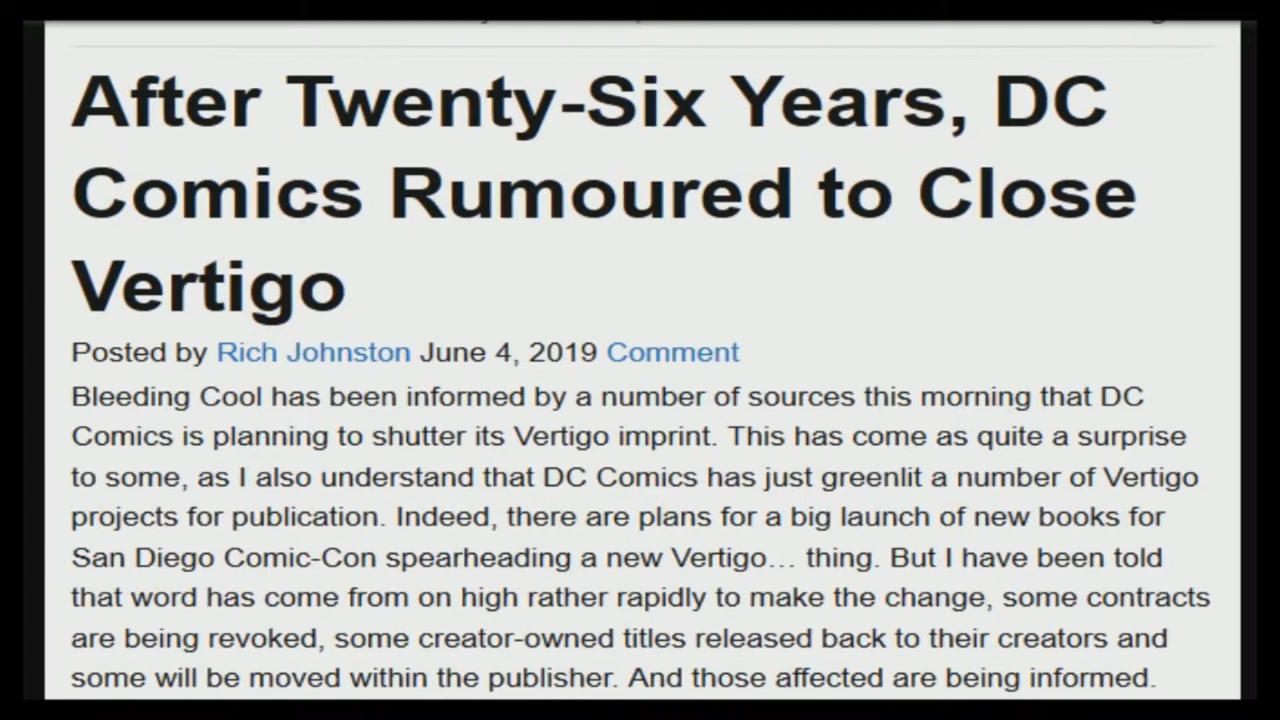 After Twenty-Six Years, DC
Comics Rumoured to Close
Vertigo
Posted by Rich Johnston June 4, 2019 Comment
Bleeding Cool has been informed by a number of sources this morning that DC
Comics is planning to shutter its Vertigo imprint. This has come as quite a surprise
to some, as I also understand that DC Comics has just greenlit a number of Vertigo
projects for publication. Indeed, there are plans for a big launch of new books for
San Diego Comic-Con spearheading a new Vertigo… thing. But I have been told
that word has come from on high rather rapidly to make the change, some contracts
are being revoked, some creator-owned titles released back to their creators and
some will be moved within the publisher. And those affected are being informed.